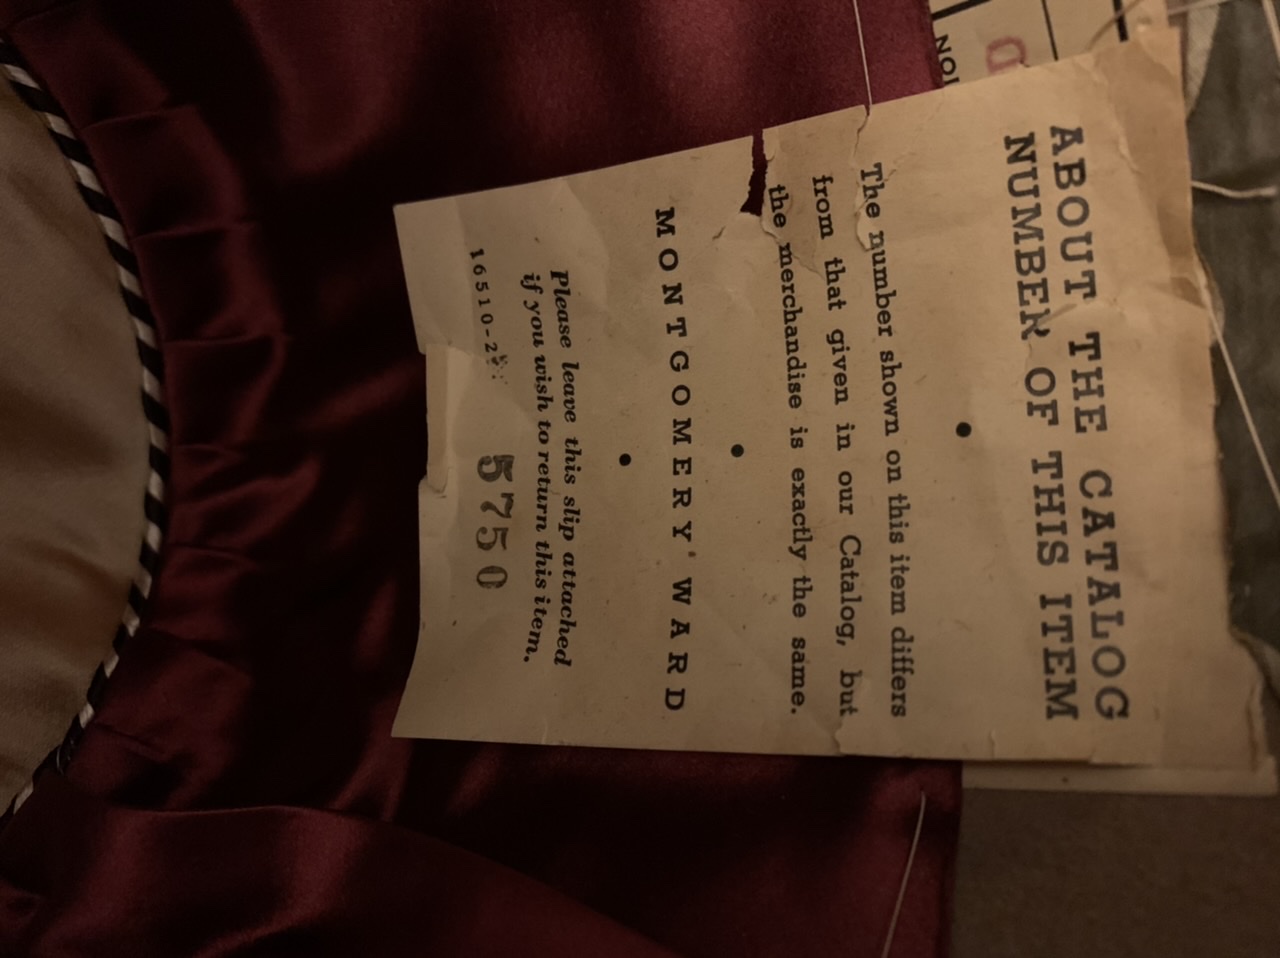 ABOUT THE CATALOG
NUMBER OF THIS ITEM
•
The number shown on this item differs
from that given in our Catalog, but
the merchandise is exactly the same.
•
MONTGOMERY WARD
•
Please leave this slip attached
if you wish to return this item.
5750